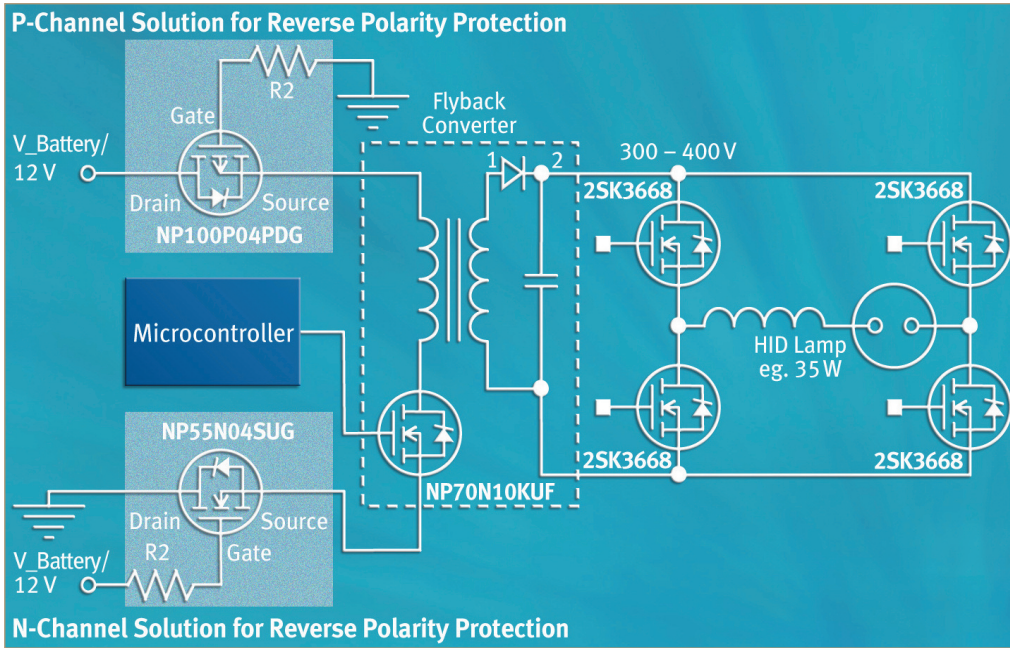 P-Channel Solution for Reverse Polarity Protection
R2
Gate
Flyback
Converter
V_Battery/
12 V
1
2
300 – 400 V
Drain
Source
2SK3668
2SK3668
NP100P04PDG
Microcontroller
HID Lamp
eg. 35 W
NP55N04SUG
2SK3668
2SK3668
NP70N10KUF
Drain
Source
R2
Gate
V_Battery/
12 V
N-Channel Solution for Reverse Polarity Protection